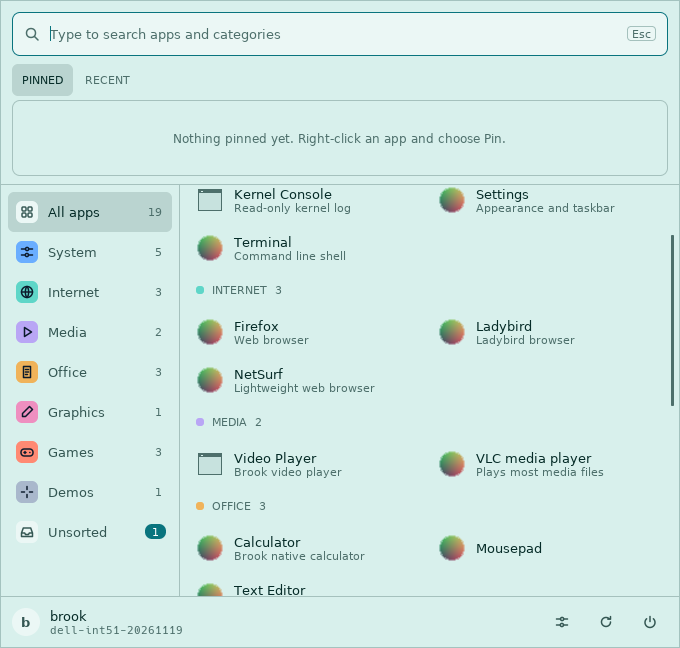 Type to search apps and categories
Esc
PINNED
RECENT
Nothing pinned yet. Right-click an app and choose Pin.
All apps 19
System 5
Internet 3
Media 2
Office 3
Graphics 1
Games 3
Demos 1
Unsorted 1
Kernel Console
Read-only kernel log
Settings
Appearance and taskbar
Terminal
Command line shell
INTERNET 3
Firefox
Web browser
Ladybird
Ladybird browser
NetSurf
Lightweight web browser
MEDIA 2
Video Player
Brook video player
VLC media player
Plays most media files
OFFICE 3
Calculator
Brook native calculator
Mousepad
Text Editor
b
brook
dell-int51-20261119